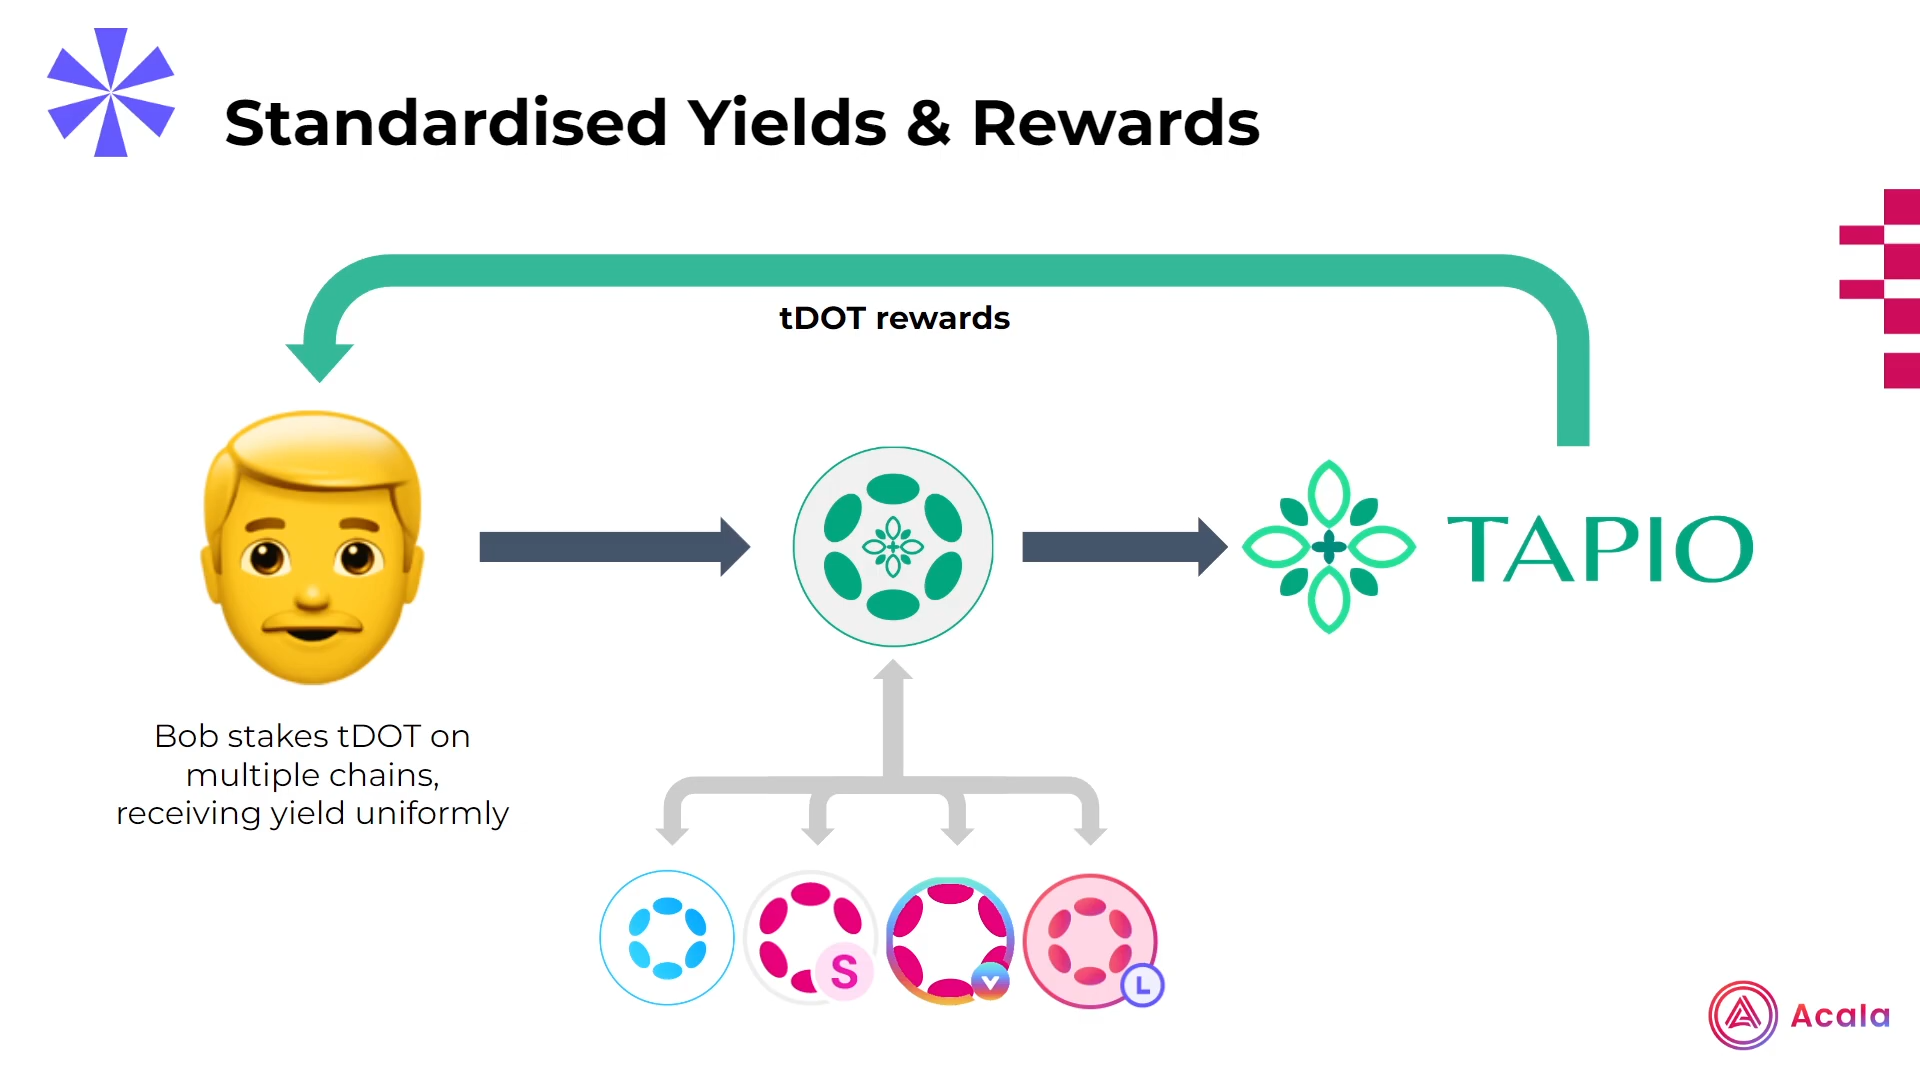 Standardised Yields & Rewards
tDOT rewards
TAPIO
Bob stakes tDOT on
multiple chains,
receiving yield uniformly
S
L
Acala